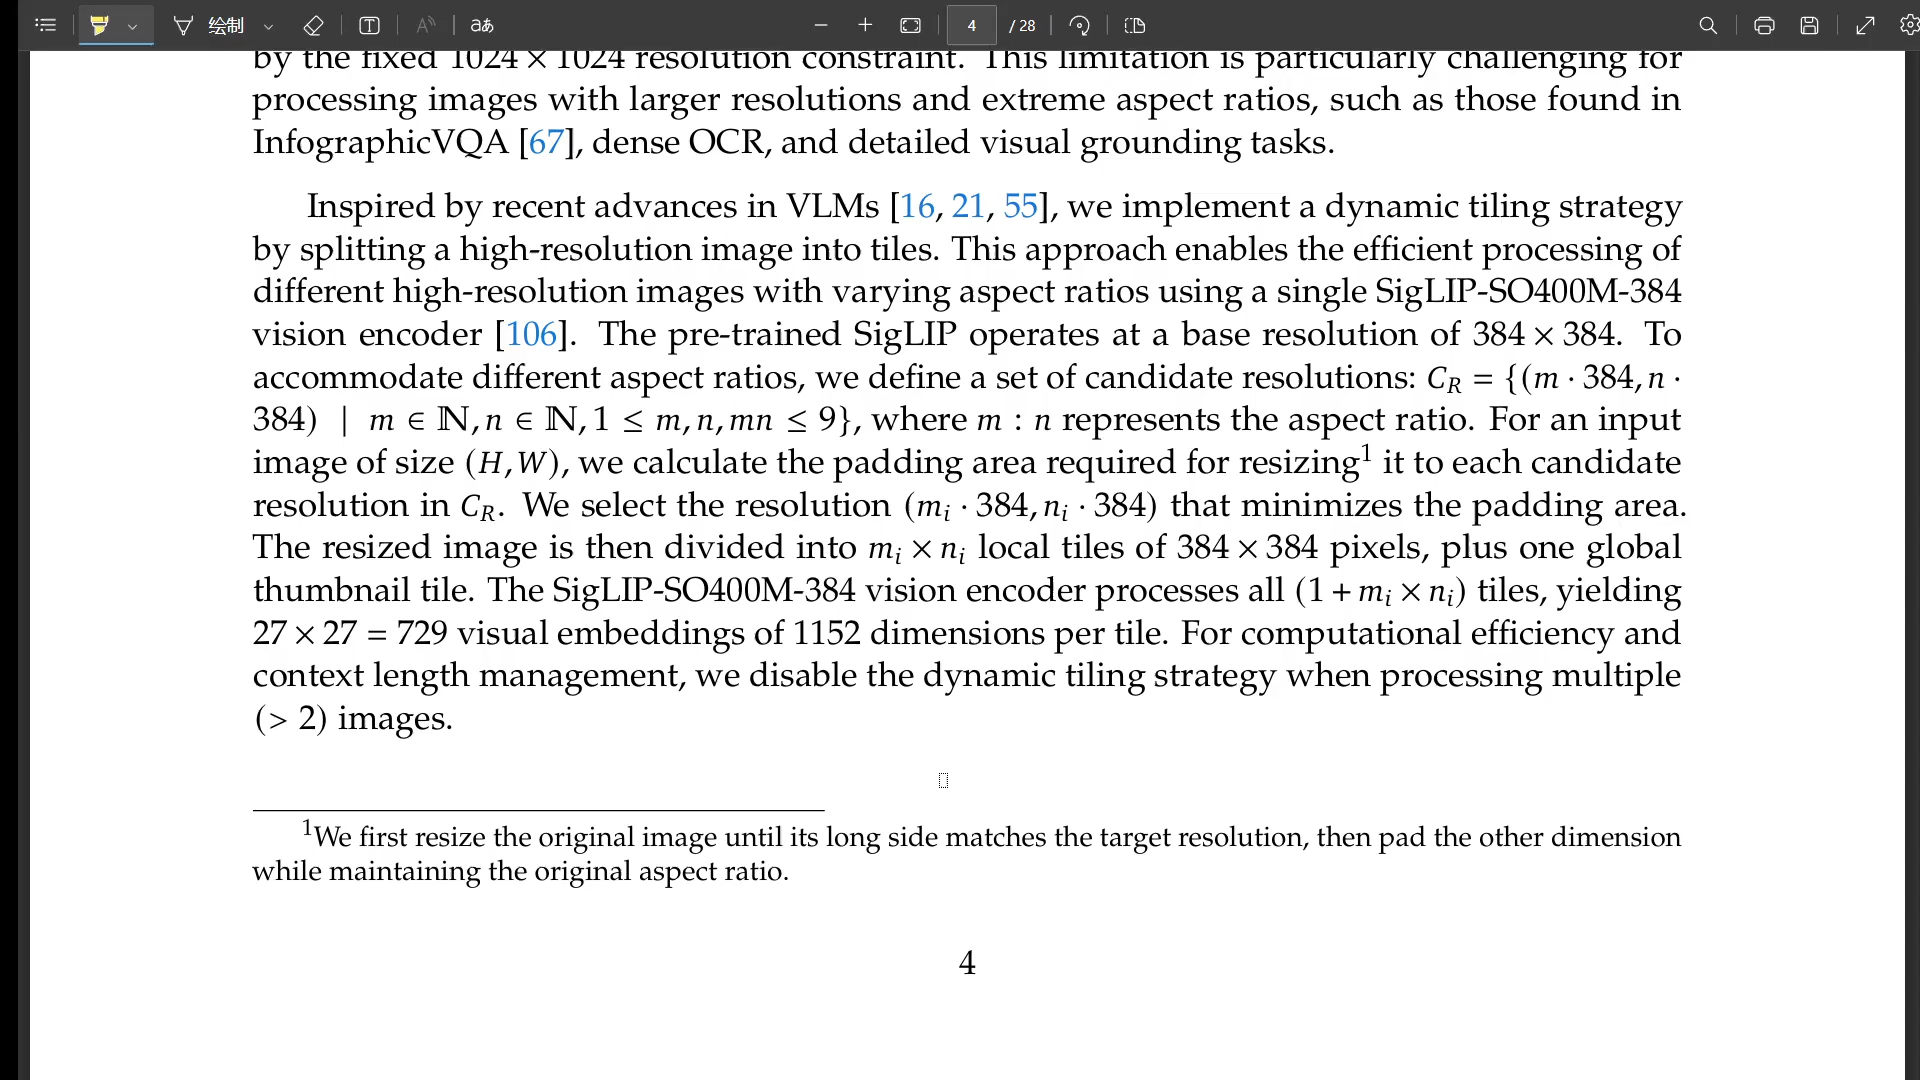 绘制 T A aあ 4 / 28
by the fixed 1024 × 1024 resolution constraint. This limitation is particularly challenging for
processing images with larger resolutions and extreme aspect ratios, such as those found in
InfographicVQA [67], dense OCR, and detailed visual grounding tasks.
Inspired by recent advances in VLMs [16, 21, 55], we implement a dynamic tiling strategy
by splitting a high-resolution image into tiles. This approach enables the efficient processing of
different high-resolution images with varying aspect ratios using a single SigLIP-SO400M-384
vision encoder [106]. The pre-trained SigLIP operates at a base resolution of 384 × 384. To
accommodate different aspect ratios, we define a set of candidate resolutions: C_R = {(m · 384, n ·
384) | m ∈ ℕ, n ∈ ℕ, 1 ≤ m, n, mn ≤ 9}, where m : n represents the aspect ratio. For an input
image of size (H, W), we calculate the padding area required for resizing¹ it to each candidate
resolution in C_R. We select the resolution (m_i · 384, n_i · 384) that minimizes the padding area.
The resized image is then divided into m_i × n_i local tiles of 384 × 384 pixels, plus one global
thumbnail tile. The SigLIP-SO400M-384 vision encoder processes all (1 + m_i × n_i) tiles, yielding
27 × 27 = 729 visual embeddings of 1152 dimensions per tile. For computational efficiency and
context length management, we disable the dynamic tiling strategy when processing multiple
(> 2) images.
¹We first resize the original image until its long side matches the target resolution, then pad the other dimension
while maintaining the original aspect ratio.
4